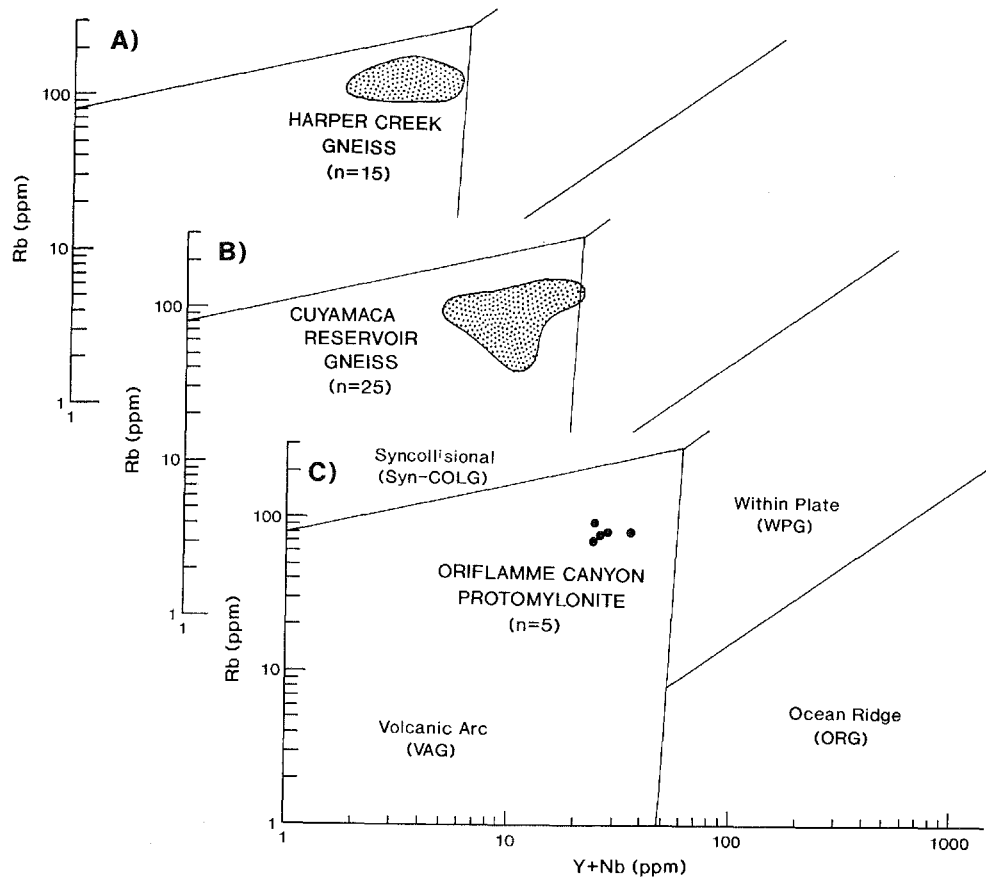 A)
100
HARPER CREEK
GNEISS
(n=15)
Rb (ppm)
10
1
1
B)
100
CUYAMACA
RESERVOIR
GNEISS
(n=25)
Rb (ppm)
10
1
1
C)
Syncollisional
(Syn-COLG)
Within Plate
(WPG)
100
ORIFLAMME CANYON
PROTOMYLONITE
(n=5)
Rb (ppm)
10
Volcanic Arc
(VAG)
Ocean Ridge
(ORG)
1
1
10
100
1000
Y+Nb (ppm)